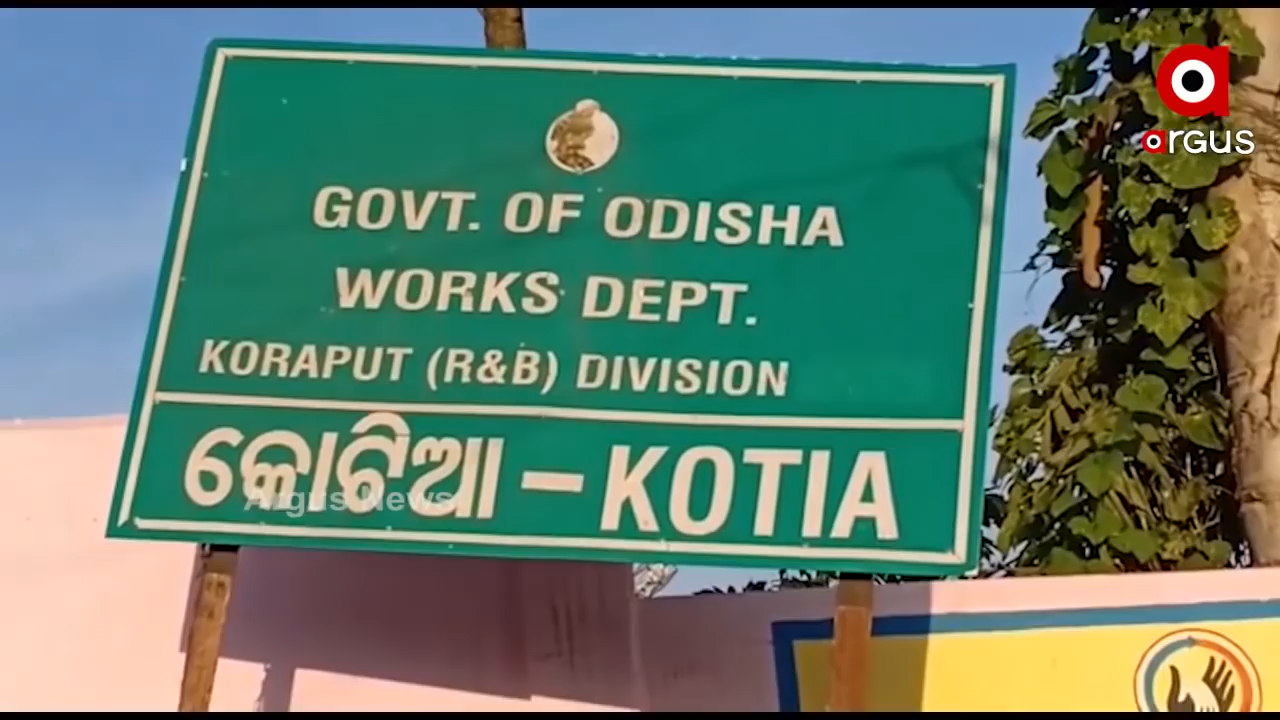 GOVT. OF ODISHA
WORKS DEPT.
KORAPUT (R&B) DIVISION
କୋଟିଆ – KOTIA
Argus News
argus